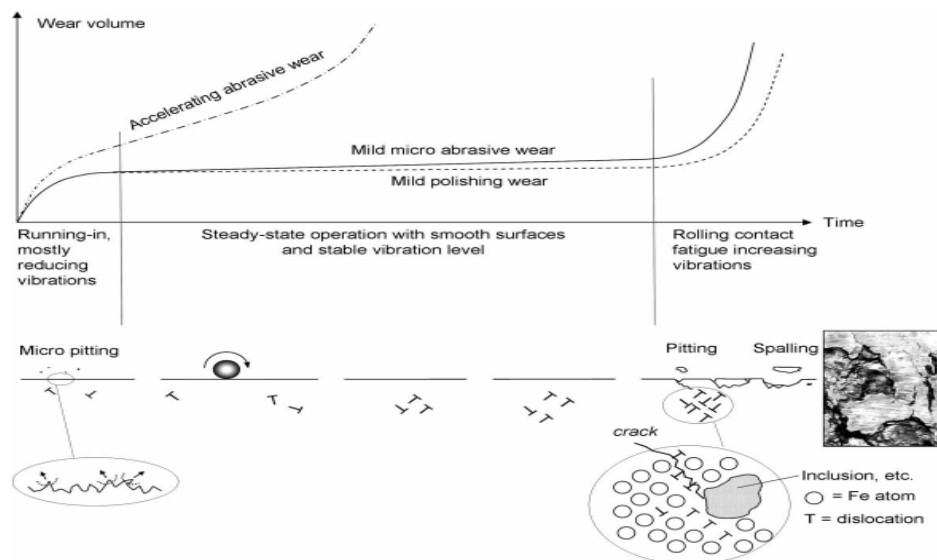 Wear volume
Accelerating abrasive wear
Mild micro abrasive wear
Mild polishing wear
Time
Running-in,
mostly
reducing
vibrations
Steady-state operation with smooth surfaces
and stable vibration level
Rolling contact
fatigue increasing
vibrations
Micro pitting
Pitting
Spalling
crack
Inclusion, etc.
= Fe atom
T = dislocation